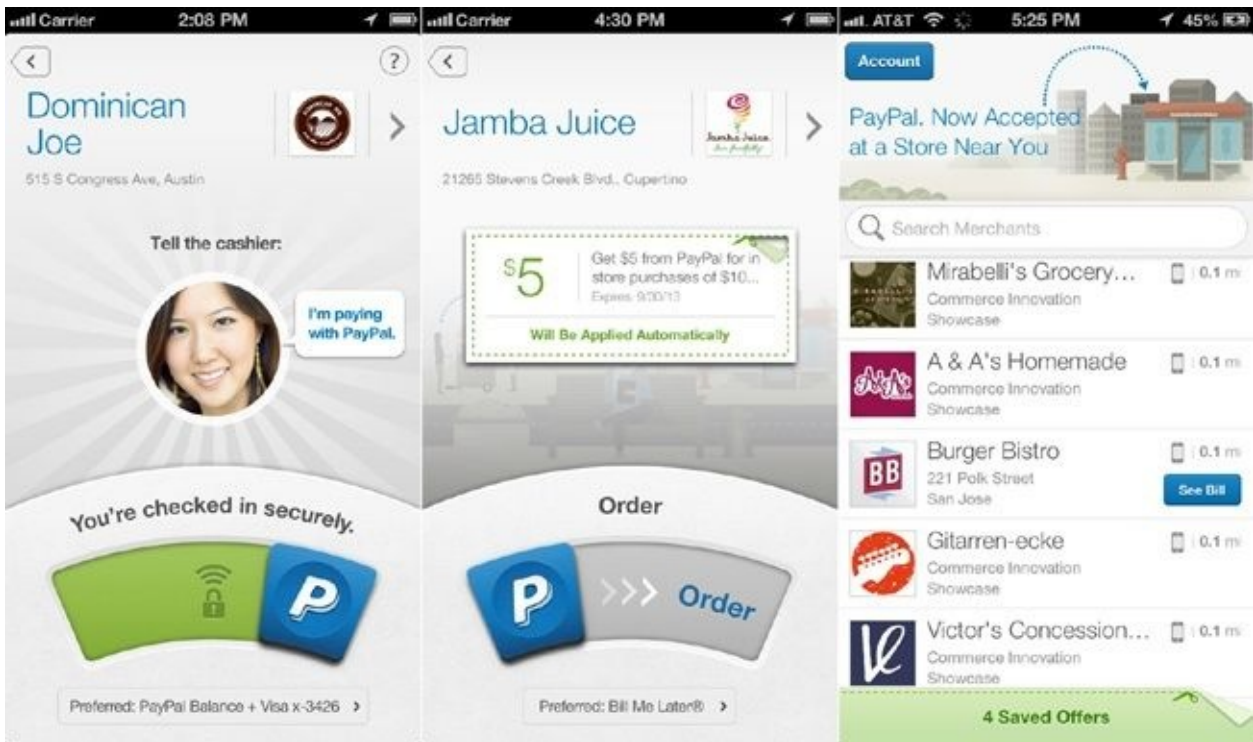 Carrier 2:08 PM
?
Dominican
Joe
515 S Congress Ave, Austin
Tell the cashier:
I'm paying
with PayPal.
You're checked in securely.
P
Preferred: PayPal Balance + Visa x-3426 >
Carrier 4:30 PM
Jamba Juice
Jamba Juice
21265 Stevens Creek Blvd., Cupertino
$5
Get $5 from PayPal for in
store purchases of $10...
Expires 9/30/13
Will Be Applied Automatically
Order
P >>> Order
Preferred: Bill Me Later® >
AT&T 5:25 PM 45%
Account
PayPal. Now Accepted
at a Store Near You
Search Merchants
Mirabelli's Grocery... 0.1 mi
Commerce Innovation
Showcase
A & A's Homemade 0.1 mi
Commerce Innovation
Showcase
BB
Burger Bistro 0.1 mi
221 Polk Street
San Jose
See Bill
Gitarren-ecke 0.1 mi
Commerce Innovation
Showcase
Victor's Concession... 0.1 mi
Commerce Innovation
Showcase
4 Saved Offers